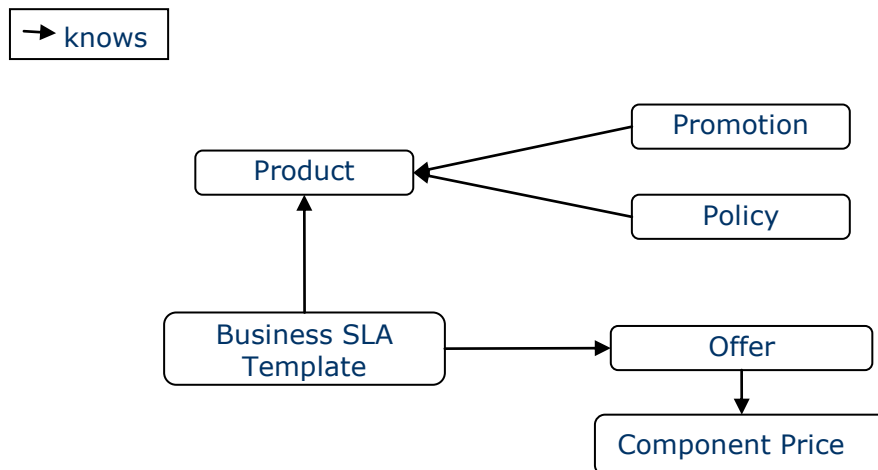 knows
Promotion
Product
Policy
Business SLA
Template
Offer
Component Price